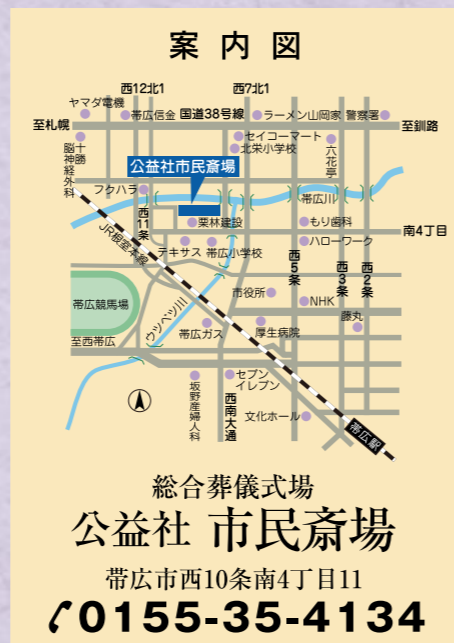 案内図
西12北1
西7北1
ヤマダ電機
帯広信金
国道38号線
ラーメン山岡家
警察署
至札幌
至釧路
十勝
脳神経外科
セイコーマート
北栄小学校
六花亭
公益社市民斎場
フクハラ
帯広川
西11条
栗林建設
もり歯科
南4丁目
JR根室本線
テキサス
帯広小学校
ハローワーク
西5条
西3条
西2条
帯広競馬場
ウツベツ川
市役所
NHK
藤丸
帯広ガス
厚生病院
至西帯広
坂野産婦人科
西南大通
セブン
イレブン
文化ホール
帯広駅
総合葬儀式場
公益社 市民斎場
帯広市西10条南4丁目11
0155-35-4134